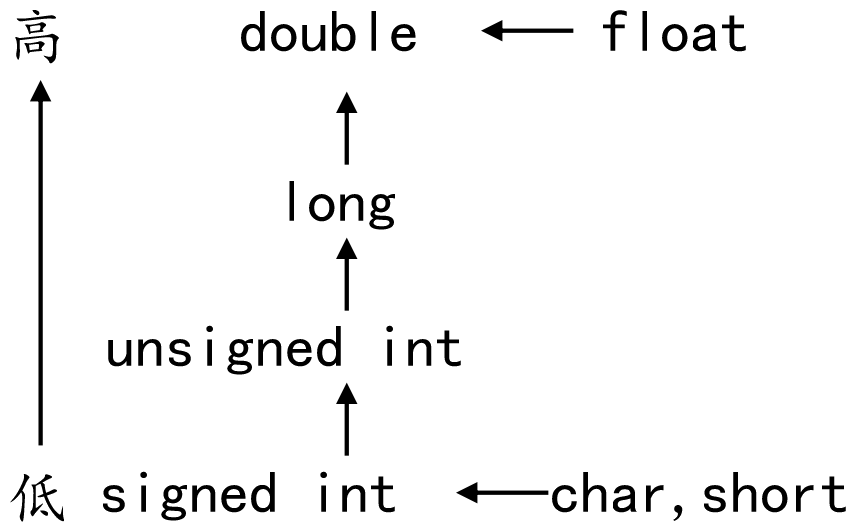 高 double float
long
unsigned int
低 signed int char,short